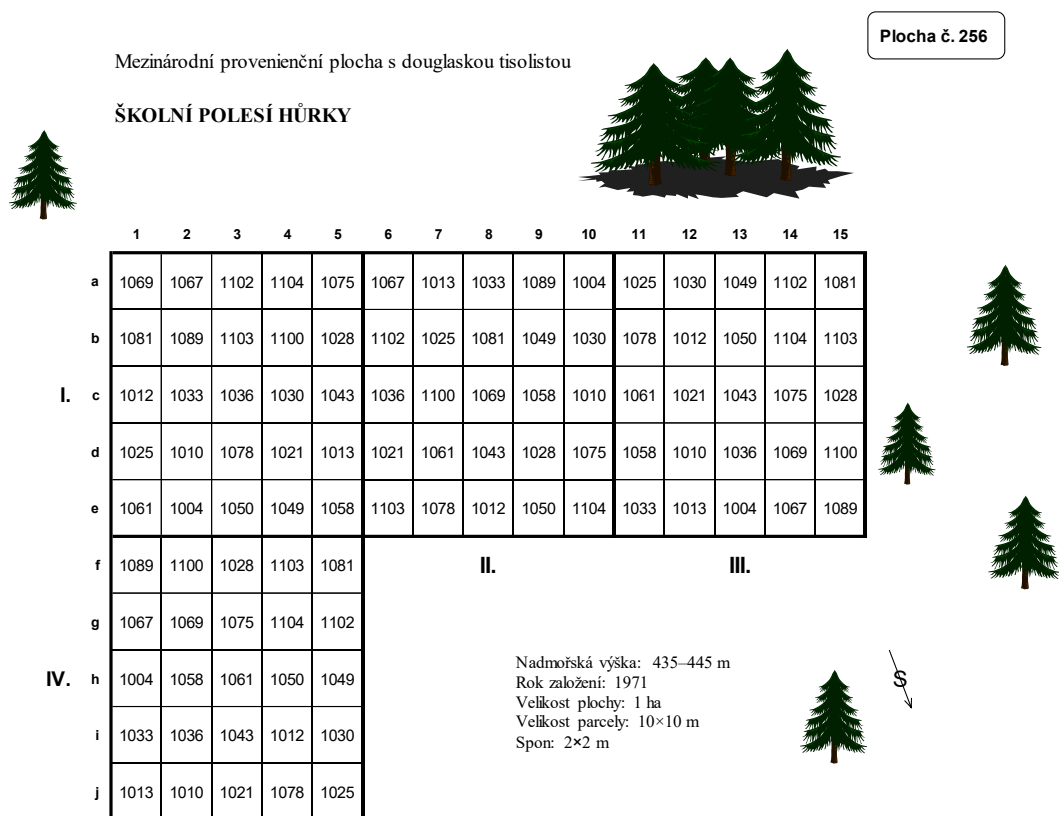 Plocha č. 256
Mezinárodní provenienční plocha s douglaskou tisolistou
ŠKOLNÍ POLESÍ HŮRKY
1 2 3 4 5 6 7 8 9 10 11 12 13 14 15
a 1069 1067 1102 1104 1075 1067 1013 1033 1089 1004 1025 1030 1049 1102 1081
b 1081 1089 1103 1100 1028 1102 1025 1081 1049 1030 1078 1012 1050 1104 1103
I. c 1012 1033 1036 1030 1043 1036 1100 1069 1058 1010 1061 1021 1043 1075 1028
d 1025 1010 1078 1021 1013 1021 1061 1043 1028 1075 1058 1010 1036 1069 1100
e 1061 1004 1050 1049 1058 1103 1078 1012 1050 1104 1033 1013 1004 1067 1089
f 1089 1100 1028 1103 1081 II. III.
g 1067 1069 1075 1104 1102
IV. h 1004 1058 1061 1050 1049
i 1033 1036 1043 1012 1030
j 1013 1010 1021 1078 1025
Nadmořská výška: 435–445 m
Rok založení: 1971
Velikost plochy: 1 ha
Velikost parcely: 10×10 m
Spon: 2×2 m
S